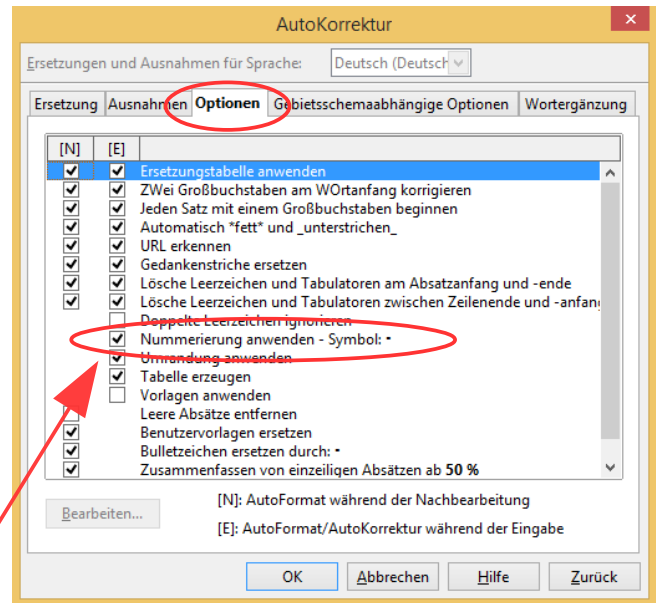 AutoKorrektur
Ersetzungen und Ausnahmen für Sprache: Deutsch (Deutsch
Ersetzung Ausnahmen Optionen Gebietsschemaabhängige Optionen Wortergänzung
[N] [E]
Ersetzungstabelle anwenden
ZWei Großbuchstaben am WOrtanfang korrigieren
Jeden Satz mit einem Großbuchstaben beginnen
Automatisch *fett* und _unterstrichen_
URL erkennen
Gedankenstriche ersetzen
Lösche Leerzeichen und Tabulatoren am Absatzanfang und -ende
Lösche Leerzeichen und Tabulatoren zwischen Zeilenende und -anfang
Doppelte Leerzeichen ignorieren
Nummerierung anwenden - Symbol: •
Umrandung anwenden
Tabelle erzeugen
Vorlagen anwenden
Leere Absätze entfernen
Benutzervorlagen ersetzen
Bulletzeichen ersetzen durch: •
Zusammenfassen von einzeiligen Absätzen ab 50 %
[N]: AutoFormat während der Nachbearbeitung
Bearbeiten...
[E]: AutoFormat/AutoKorrektur während der Eingabe
OK Abbrechen Hilfe Zurück